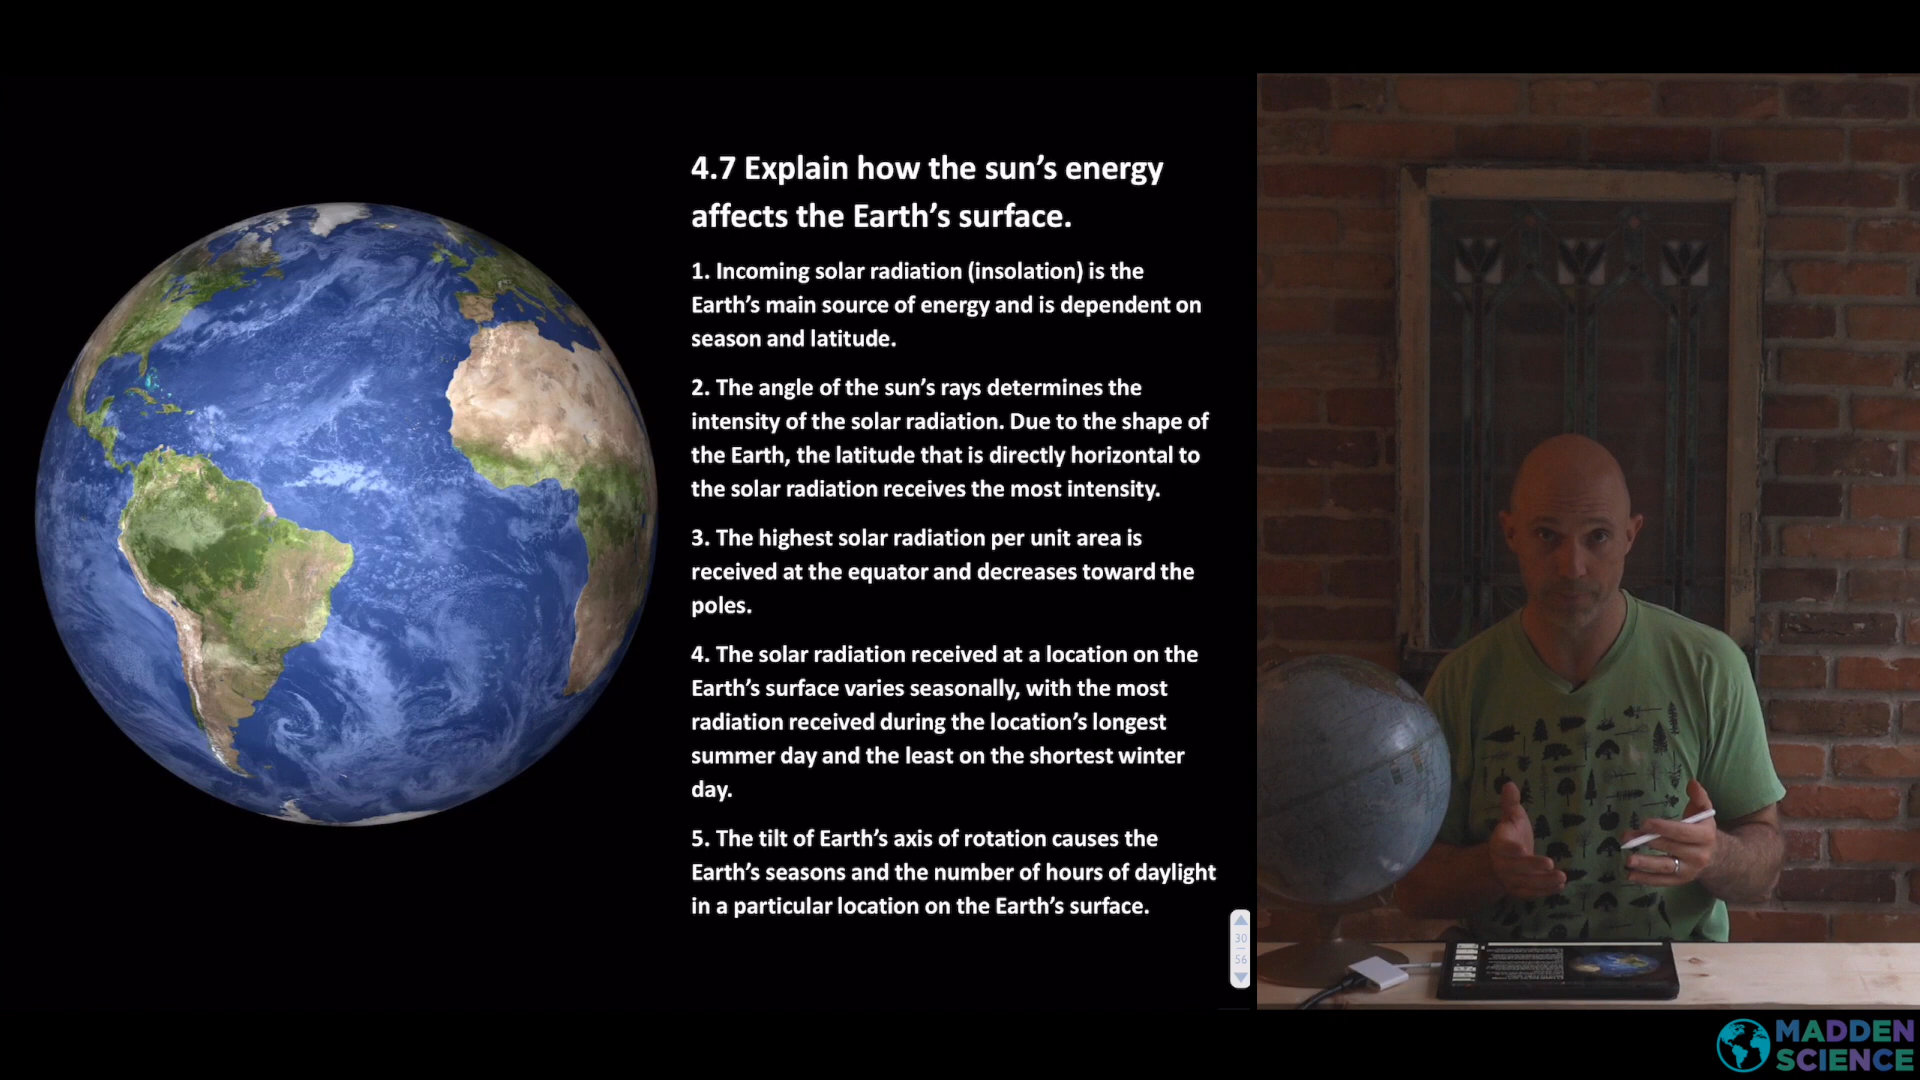 4.7 Explain how the sun’s energy
affects the Earth’s surface.
1. Incoming solar radiation (insolation) is the
Earth’s main source of energy and is dependent on
season and latitude.
2. The angle of the sun’s rays determines the
intensity of the solar radiation. Due to the shape of
the Earth, the latitude that is directly horizontal to
the solar radiation receives the most intensity.
3. The highest solar radiation per unit area is
received at the equator and decreases toward the
poles.
4. The solar radiation received at a location on the
Earth’s surface varies seasonally, with the most
radiation received during the location’s longest
summer day and the least on the shortest winter
day.
5. The tilt of Earth’s axis of rotation causes the
Earth’s seasons and the number of hours of daylight
in a particular location on the Earth’s surface.
30
56
MADDEN
SCIENCE